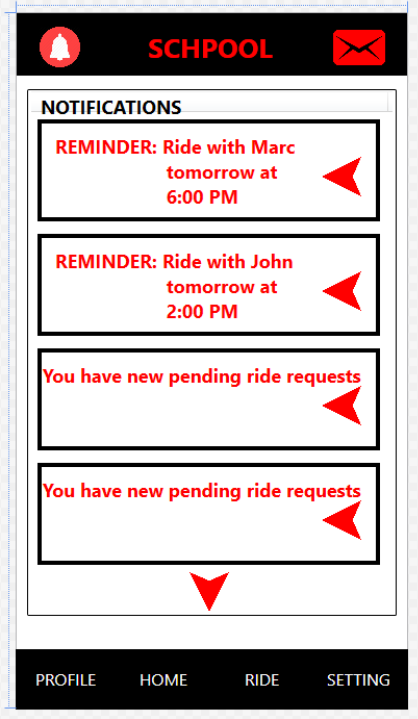 SCHPOOL
NOTIFICATIONS
REMINDER: Ride with Marc
tomorrow at
6:00 PM
REMINDER: Ride with John
tomorrow at
2:00 PM
You have new pending ride requests
You have new pending ride requests
PROFILE HOME RIDE SETTING